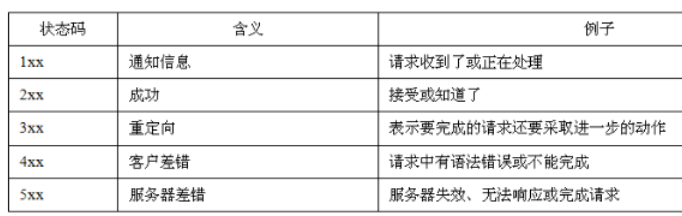 状态码 含义 例子
1xx 通知信息 请求收到了或正在处理
2xx 成功 接受或知道了
3xx 重定向 表示要完成的请求还要采取进一步的动作
4xx 客户差错 请求中有语法错误或不能完成
5xx 服务器差错 服务器失效、无法响应或完成请求